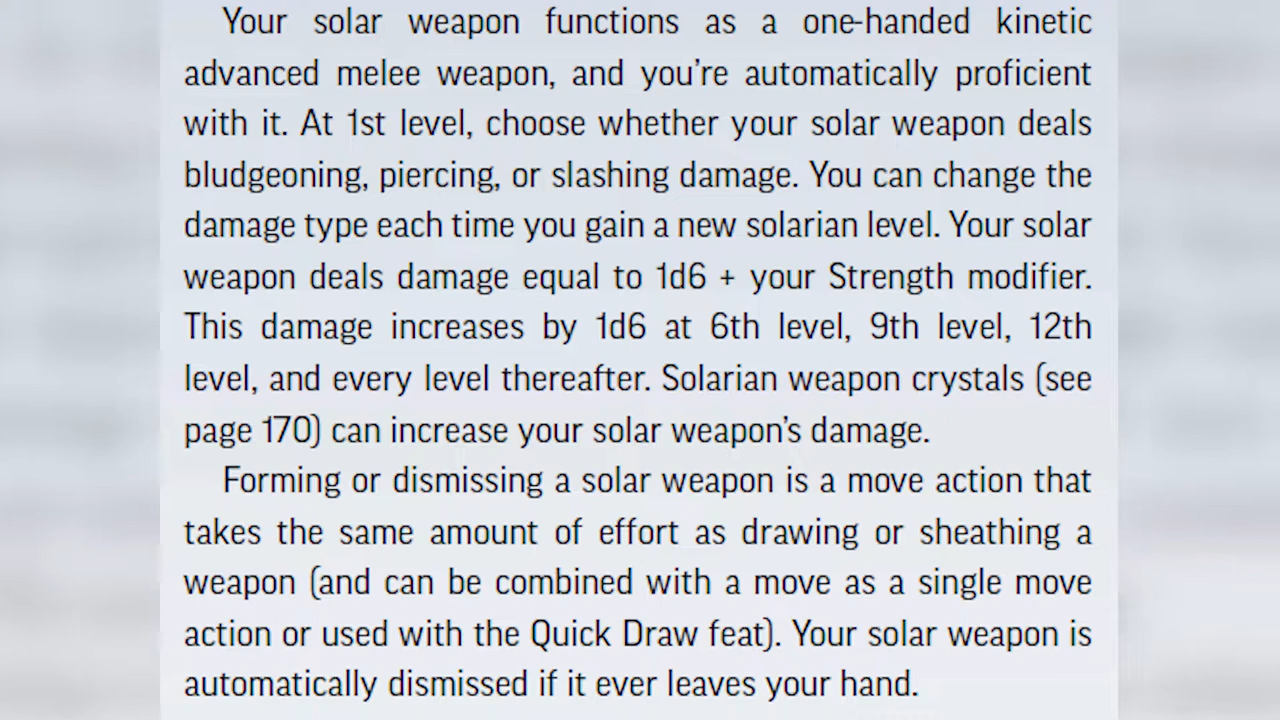 Your solar weapon functions as a one-handed kinetic
advanced melee weapon, and you're automatically proficient
with it. At 1st level, choose whether your solar weapon deals
bludgeoning, piercing, or slashing damage. You can change the
damage type each time you gain a new solarian level. Your solar
weapon deals damage equal to 1d6 + your Strength modifier.
This damage increases by 1d6 at 6th level, 9th level, 12th
level, and every level thereafter. Solarian weapon crystals (see
page 170) can increase your solar weapon's damage.
Forming or dismissing a solar weapon is a move action that
takes the same amount of effort as drawing or sheathing a
weapon (and can be combined with a move as a single move
action or used with the Quick Draw feat). Your solar weapon is
automatically dismissed if it ever leaves your hand.